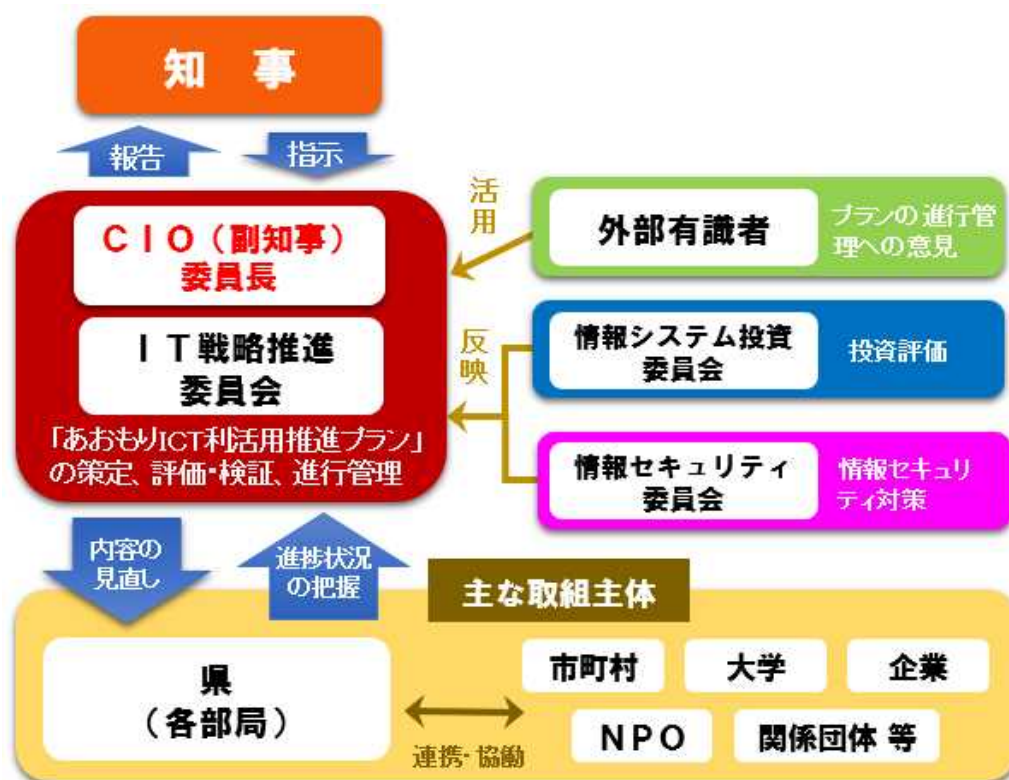 知　事
報告
指示
ＣＩＯ（副知事）
委員長
ＩＴ戦略推進
委員会
「あおもりICT利活用推進プラン」
の策定、評価・検証、進行管理
活用
反映
外部有識者
プランの進行管
理への意見
情報システム投資
委員会
投資評価
情報セキュリティ
委員会
情報セキュリ
ティ対策
内容の
見直し
進捗状況
の把握
主な取組主体
県
（各部局）
連携・協働
市町村
大学
企業
ＮＰＯ
関係団体 等